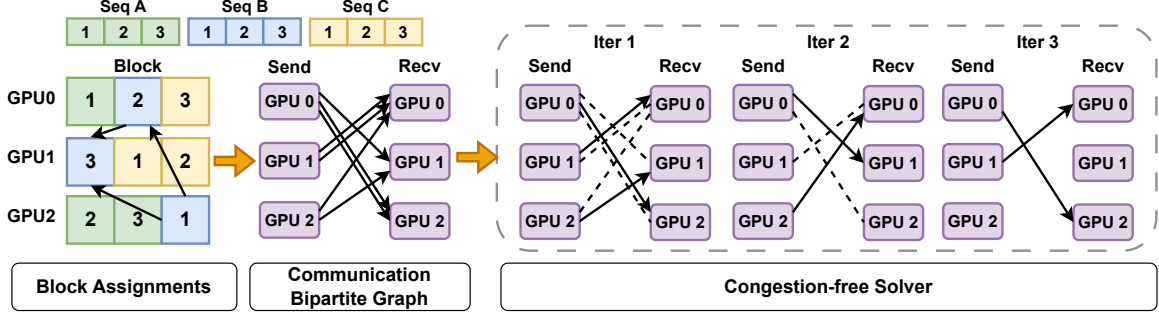 Seq A Seq B Seq C
1 2 3 1 2 3 1 2 3
Block
GPU0 1 2 3
GPU1 3 1 2
GPU2 2 3 1
Send Recv
GPU 0 GPU 0
GPU 1 GPU 1
GPU 2 GPU 2
Iter 1 Iter 2 Iter 3
Send Recv Send Recv Send Recv
GPU 0 GPU 0 GPU 0 GPU 0 GPU 0 GPU 0
GPU 1 GPU 1 GPU 1 GPU 1 GPU 1 GPU 1
GPU 2 GPU 2 GPU 2 GPU 2 GPU 2 GPU 2
Block Assignments
Communication
Bipartite Graph
Congestion-free Solver